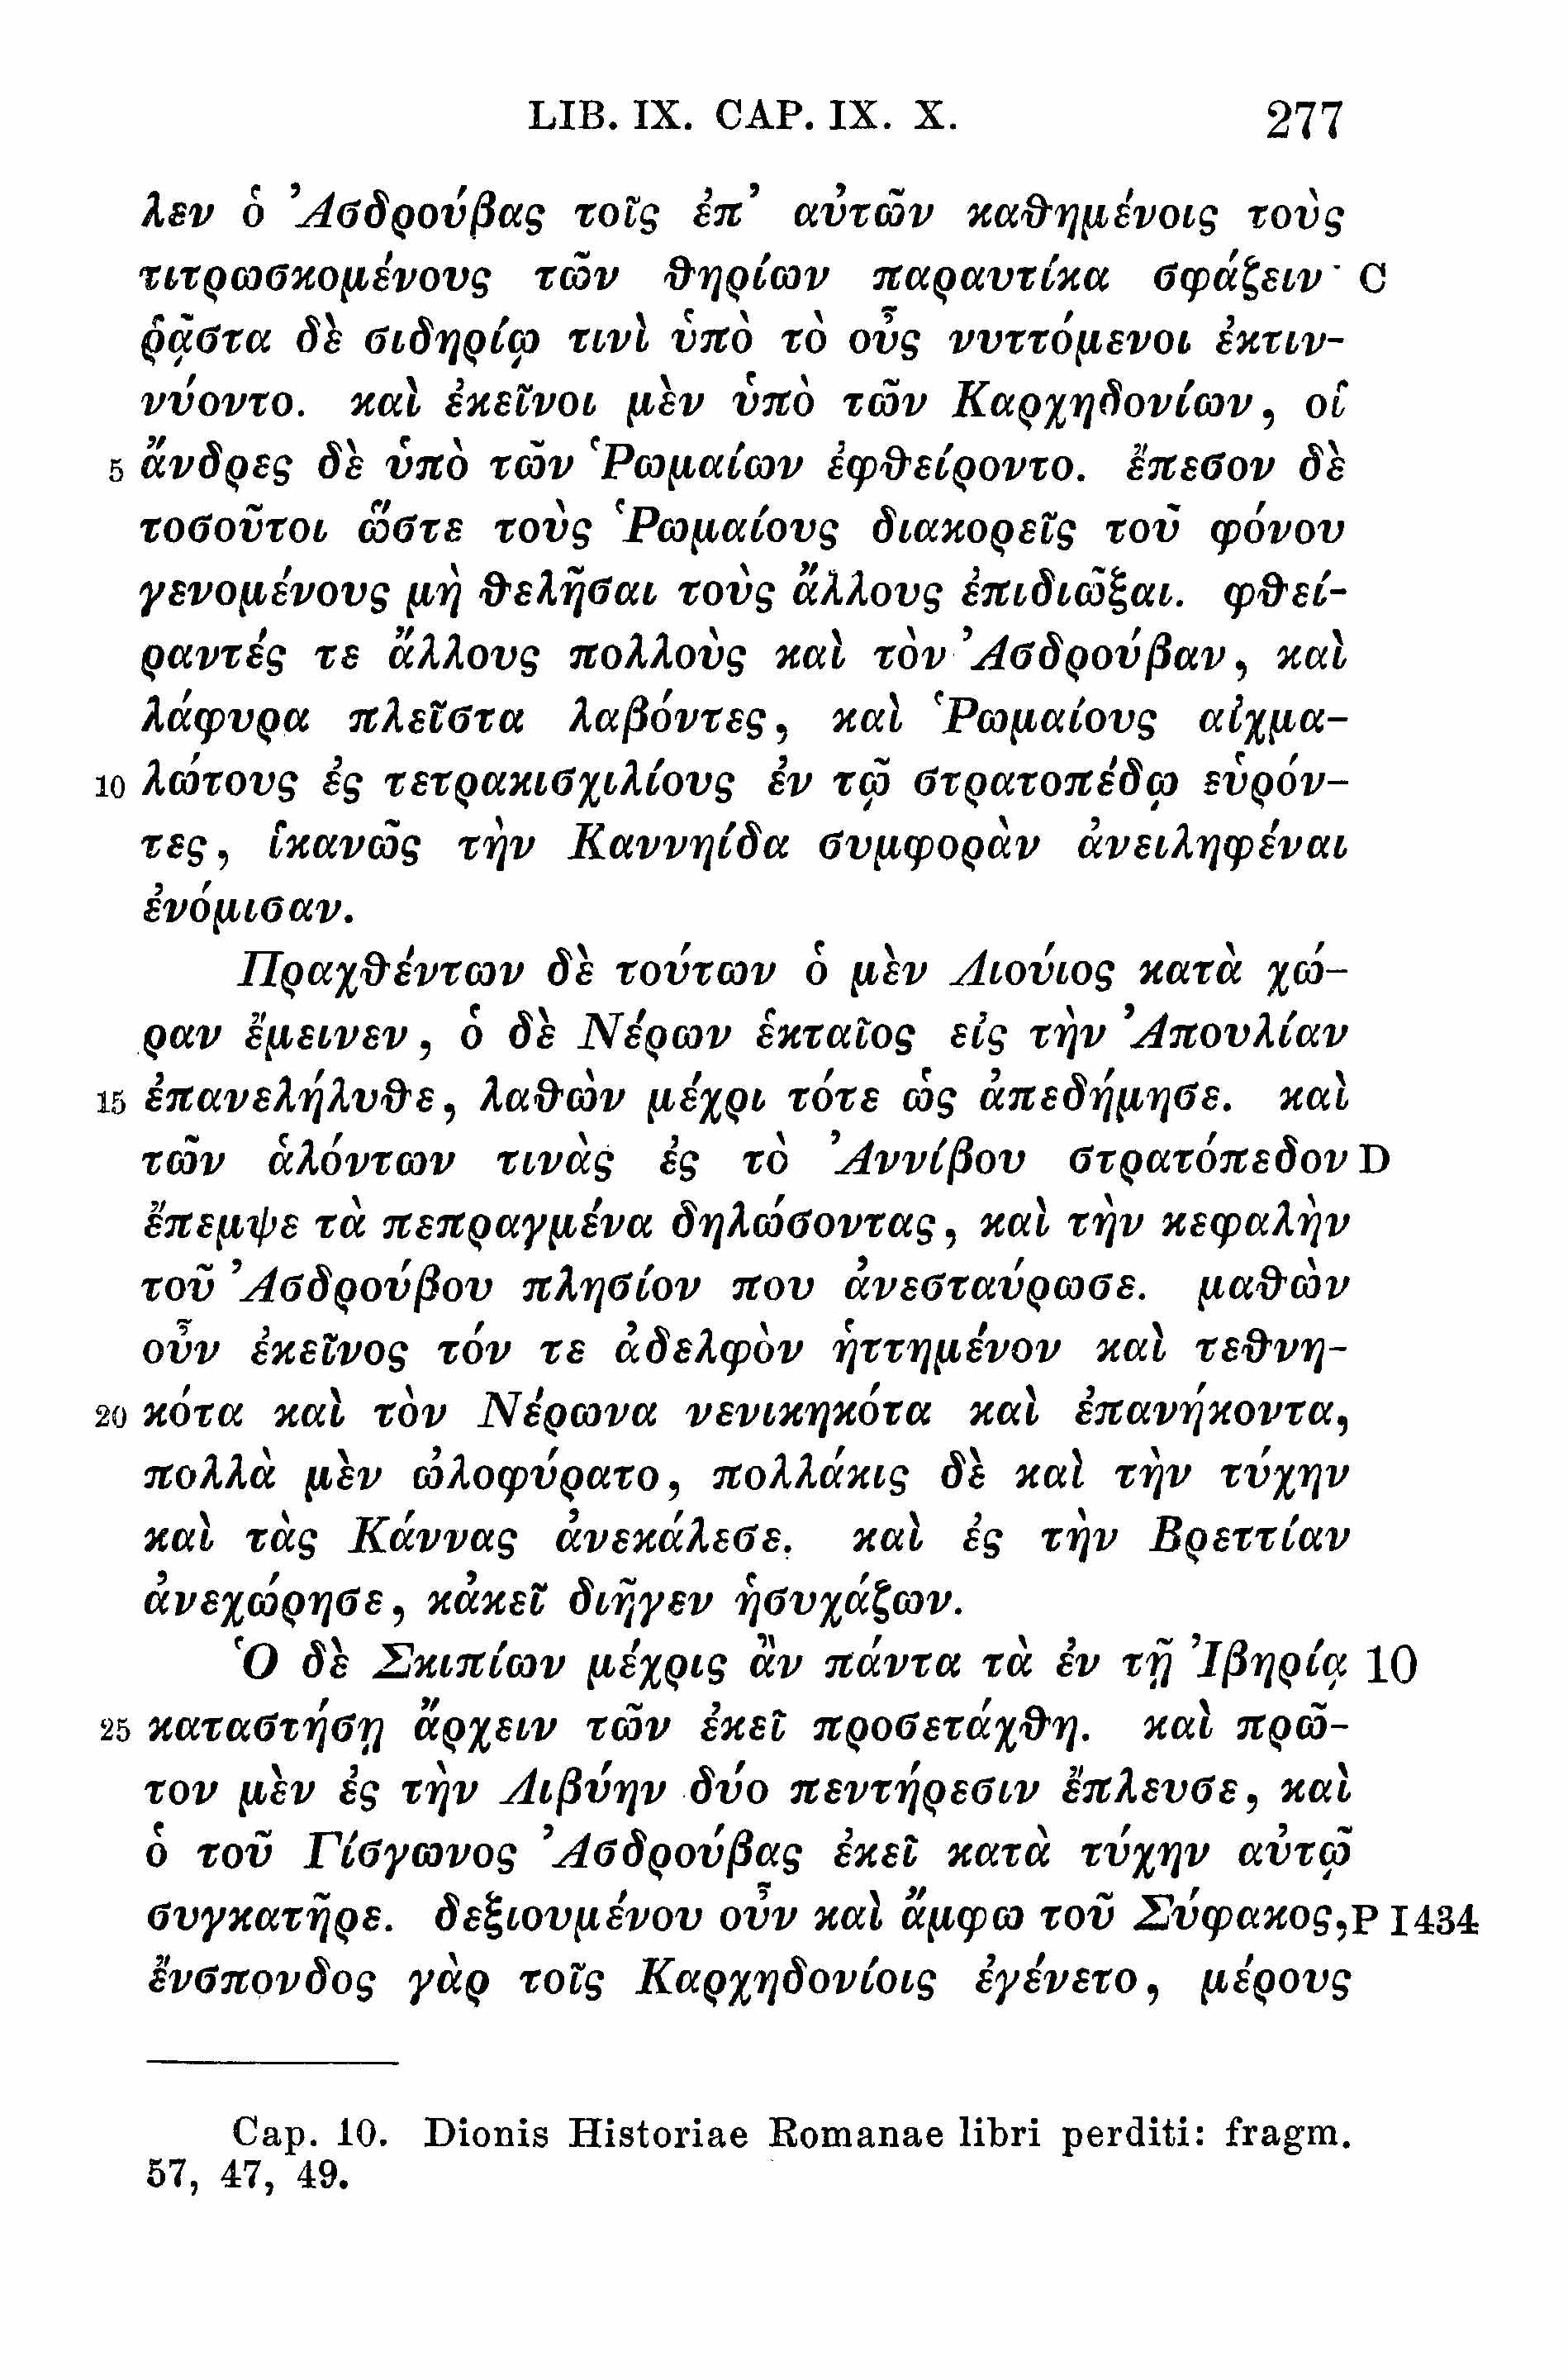 LIB. IX. CAP. IX. X. 277
λεν ὁ Ἀσδρούβας τοῖς ἐπ’ αὐτῶν καθημένοις τοὺς
τιτρωσκομένους τῶν θηρίων παραυτίκα σφάζειν· C
ῥᾷστα δὲ σιδηρίῳ τινὶ ὑπὸ τὸ οὖς νυττόμενοι ἐκτιν-
νύοντο. καὶ ἐκεῖνοι μὲν ὑπὸ τῶν Καρχηδονίων, οἱ
5 ἄνδρες δὲ ὑπὸ τῶν Ῥωμαίων ἐφθείροντο. ἔπεσον δὲ
τοσοῦτοι ὥστε τοὺς Ῥωμαίους διακορεῖς τοῦ φόνου
γενομένους μὴ θελῆσαι τοὺς ἄλλους ἐπιδιῶξαι. φθεί-
ραντές τε ἄλλους πολλοὺς καὶ τὸν Ἀσδρούβαν, καὶ
λάφυρα πλεῖστα λαβόντες, καὶ Ῥωμαίους αἰχμα-
10 λώτους ἐς τετρακισχιλίους ἐν τῷ στρατοπέδῳ εὑρόν-
τες, ἱκανῶς τὴν Καννηίδα συμφορὰν ἀνειληφέναι
ἐνόμισαν.
Πραχθέντων δὲ τούτων ὁ μὲν Λιούιος κατὰ χώ-
ραν ἔμεινεν, ὁ δὲ Νέρων ἑκταῖος εἰς τὴν Ἀπουλίαν
15 ἐπανελήλυθε, λαθὼν μέχρι τότε ὡς ἀπεδήμησε. καὶ
τῶν ἁλόντων τινὰς ἐς τὸ Ἀννίβου στρατόπεδον D
ἔπεμψε τὰ πεπραγμένα δηλώσοντας, καὶ τὴν κεφαλὴν
τοῦ Ἀσδρούβου πλησίον που ἀνεσταύρωσε. μαθὼν
οὖν ἐκεῖνος τόν τε ἀδελφὸν ἡττημένον καὶ τεθνη-
20 κότα καὶ τὸν Νέρωνα νενικηκότα καὶ ἐπανήκοντα,
πολλὰ μὲν ὠλοφύρατο, πολλάκις δὲ καὶ τὴν τύχην
καὶ τὰς Κάννας ἀνεκάλεσε. καὶ ἐς τὴν Βρεττίαν
ἀνεχώρησε, κἀκεῖ διῆγεν ἡσυχάζων.
Ὁ δὲ Σκιπίων μέχρις ἂν πάντα τὰ ἐν τῇ Ἰβηρίᾳ 10
25 καταστήσῃ ἄρχειν τῶν ἐκεῖ προσετάχθη. καὶ πρῶ-
τον μὲν ἐς τὴν Λιβύην δύο πεντήρεσιν ἔπλευσε, καὶ
ὁ τοῦ Γίσγωνος Ἀσδρούβας ἐκεῖ κατὰ τύχην αὐτῷ
συγκατῆρε. δεξιουμένου οὖν καὶ ἄμφω τοῦ Σύφακος, P I 434
ἔνσπονδος γὰρ τοῖς Καρχηδονίοις ἐγένετο, μέρους
Cap. 10. Dionis Historiae Romanae libri perditi: fragm.
57, 47, 49.